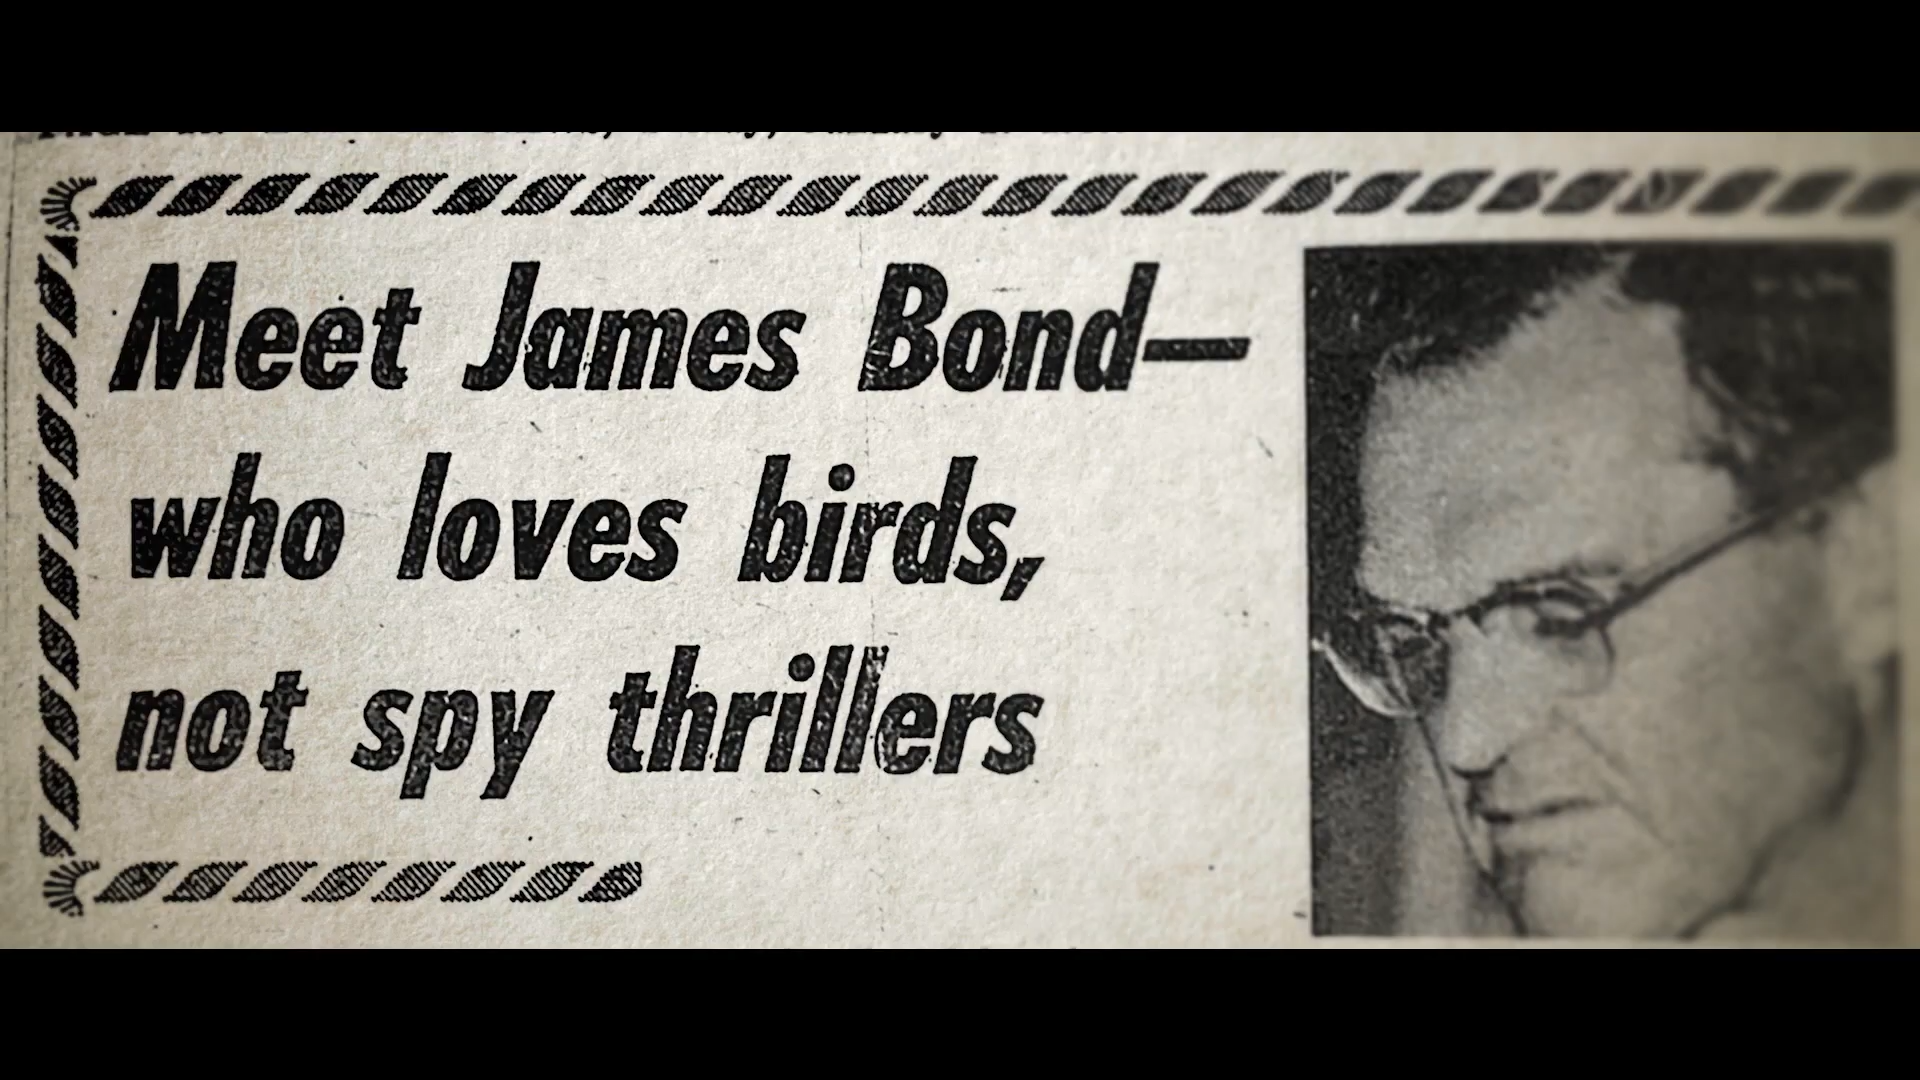 Meet James Bond—
who loves birds,
not spy thrillers